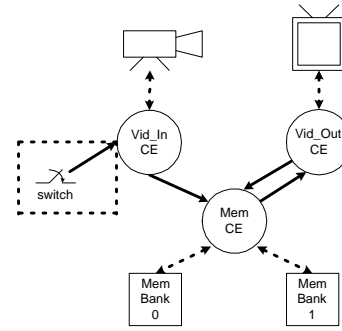 Vid_In
CE
Vid_Out
CE
switch
Mem
CE
Mem
Bank
0
Mem
Bank
1